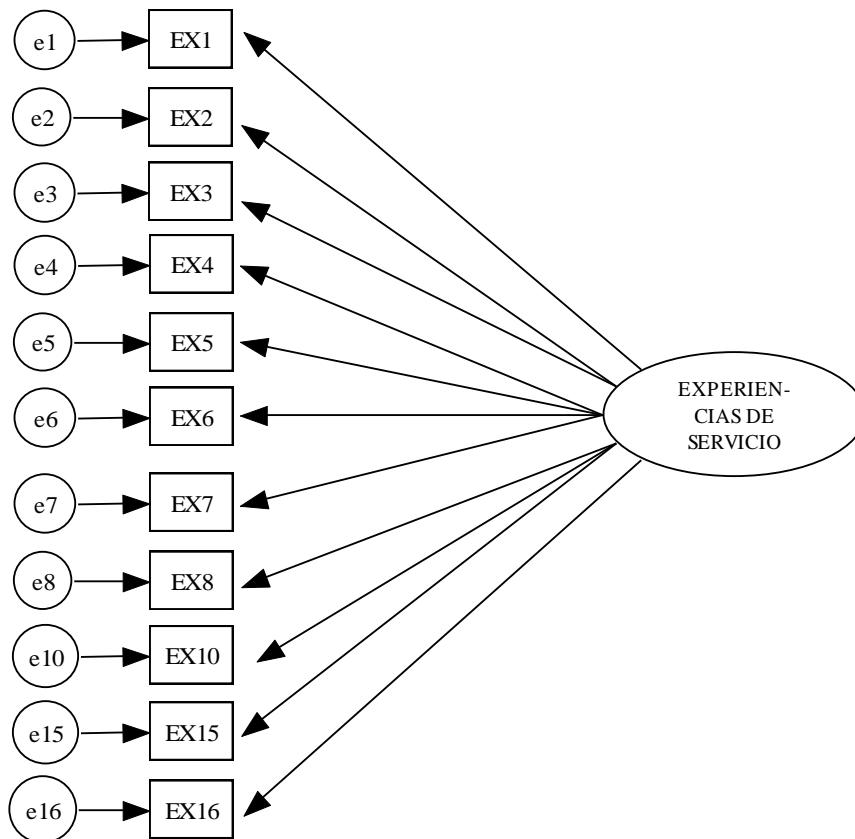 e1 EX1
e2 EX2
e3 EX3
e4 EX4
e5 EX5
EXPERIEN-
CIAS DE
SERVICIO
e6 EX6
e7 EX7
e8 EX8
e10 EX10
e15 EX15
e16 EX16